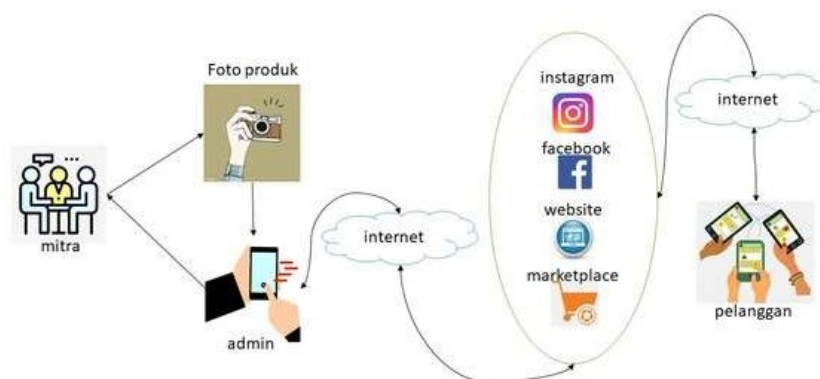 Foto produk
mitra
admin
internet
instagram
facebook
website
marketplace
internet
pelanggan